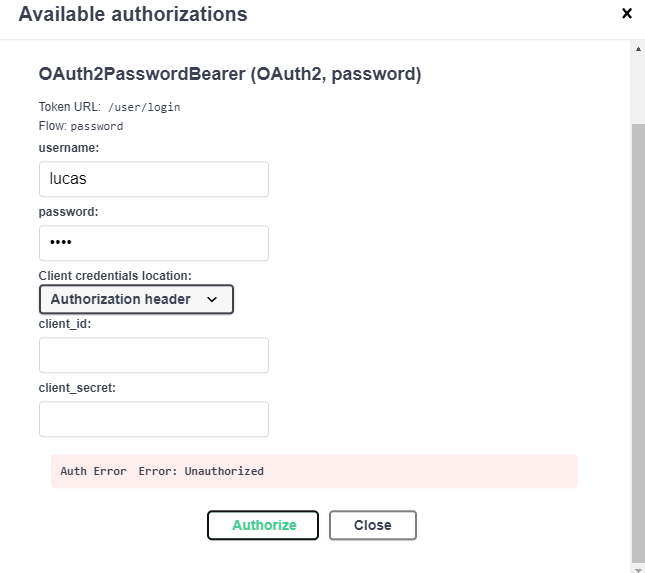 Available authorizations
OAuth2PasswordBearer (OAuth2, password)
Token URL: /user/login
Flow: password
username:
lucas
password:
••••
Client credentials location:
Authorization header
client_id:
client_secret:
Auth Error Error: Unauthorized
Authorize Close